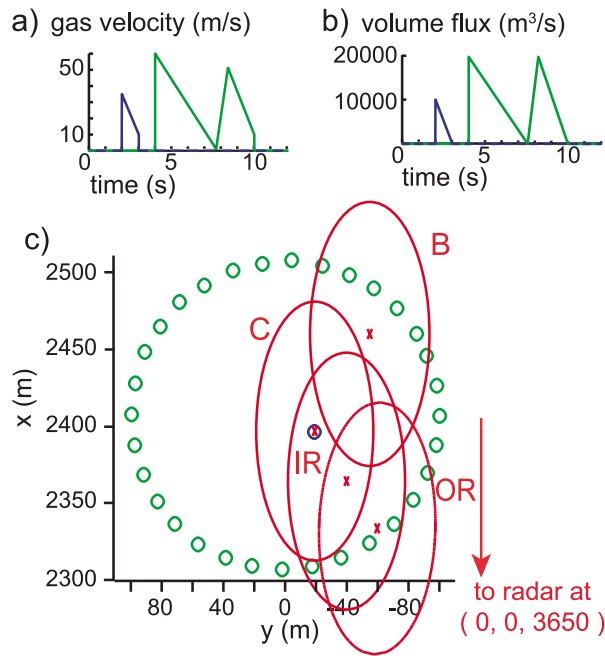 a) gas velocity (m/s)
50
10
5
10
time (s)
b) volume flux (m³/s)
20000
10000
0
5
10
time (s)
c)
2500
2450
2400
2350
2300
x (m)
80
40
0
-40
-80
y (m)
B
C
IR
OR
x
x
x
x
to radar at
( 0, 0, 3650 )